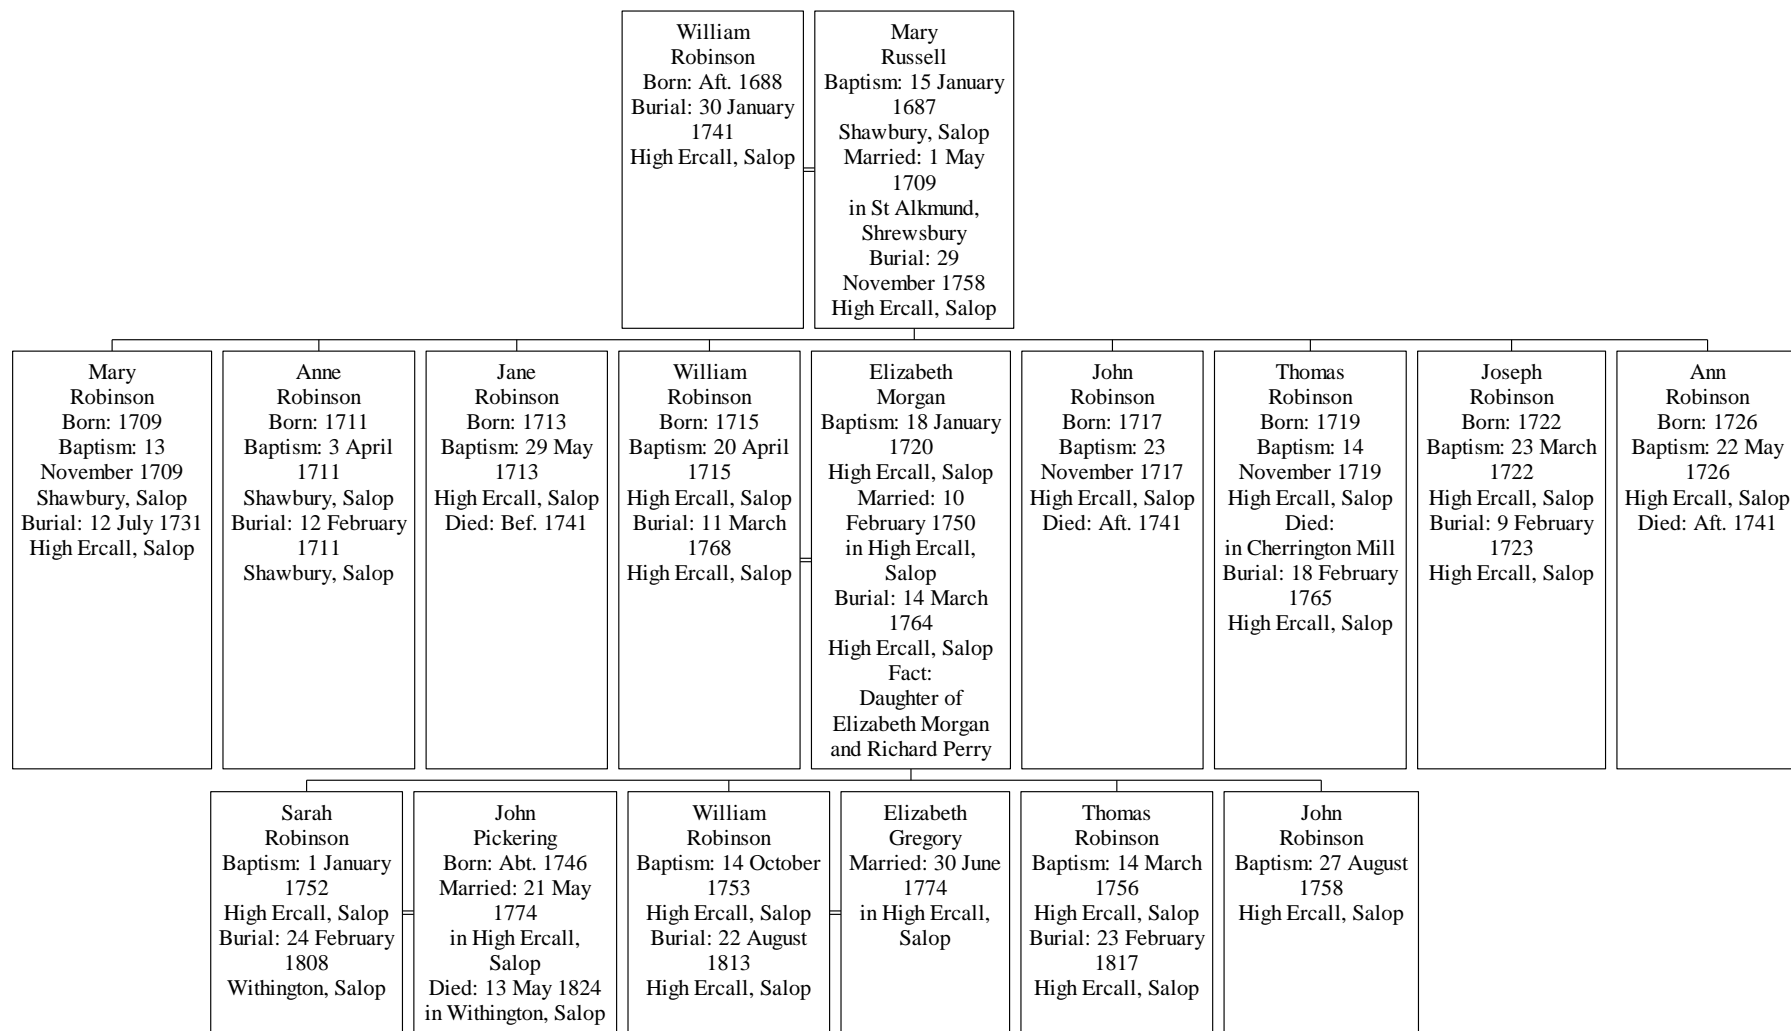 William
Robinson
Born: Aft. 1688
Burial: 30 January
1741
High Ercall, Salop
Mary
Russell
Baptism: 15 January
1687
Shawbury, Salop
Married: 1 May
1709
in St Alkmund,
Shrewsbury
Burial: 29
November 1758
High Ercall, Salop
Mary
Robinson
Born: 1709
Baptism: 13
November 1709
Shawbury, Salop
Burial: 12 July 1731
High Ercall, Salop
Anne
Robinson
Born: 1711
Baptism: 3 April
1711
Shawbury, Salop
Burial: 12 February
1711
Shawbury, Salop
Jane
Robinson
Born: 1713
Baptism: 29 May
1713
High Ercall, Salop
Died: Bef. 1741
William
Robinson
Born: 1715
Baptism: 20 April
1715
High Ercall, Salop
Burial: 11 March
1768
High Ercall, Salop
Elizabeth
Morgan
Baptism: 18 January
1720
High Ercall, Salop
Married: 10
February 1750
in High Ercall,
Salop
Burial: 14 March
1764
High Ercall, Salop
Fact:
Daughter of
Elizabeth Morgan
and Richard Perry
John
Robinson
Born: 1717
Baptism: 23
November 1717
High Ercall, Salop
Died: Aft. 1741
Thomas
Robinson
Born: 1719
Baptism: 14
November 1719
High Ercall, Salop
Died:
in Cherrington Mill
Burial: 18 February
1765
High Ercall, Salop
Joseph
Robinson
Born: 1722
Baptism: 23 March
1722
High Ercall, Salop
Burial: 9 February
1723
High Ercall, Salop
Ann
Robinson
Born: 1726
Baptism: 22 May
1726
High Ercall, Salop
Died: Aft. 1741
Sarah
Robinson
Baptism: 1 January
1752
High Ercall, Salop
Burial: 24 February
1808
Withington, Salop
John
Pickering
Born: Abt. 1746
Married: 21 May
1774
in High Ercall,
Salop
Died: 13 May 1824
in Withington, Salop
William
Robinson
Baptism: 14 October
1753
High Ercall, Salop
Burial: 22 August
1813
High Ercall, Salop
Elizabeth
Gregory
Married: 30 June
1774
in High Ercall,
Salop
Thomas
Robinson
Baptism: 14 March
1756
High Ercall, Salop
Burial: 23 February
1817
High Ercall, Salop
John
Robinson
Baptism: 27 August
1758
High Ercall, Salop